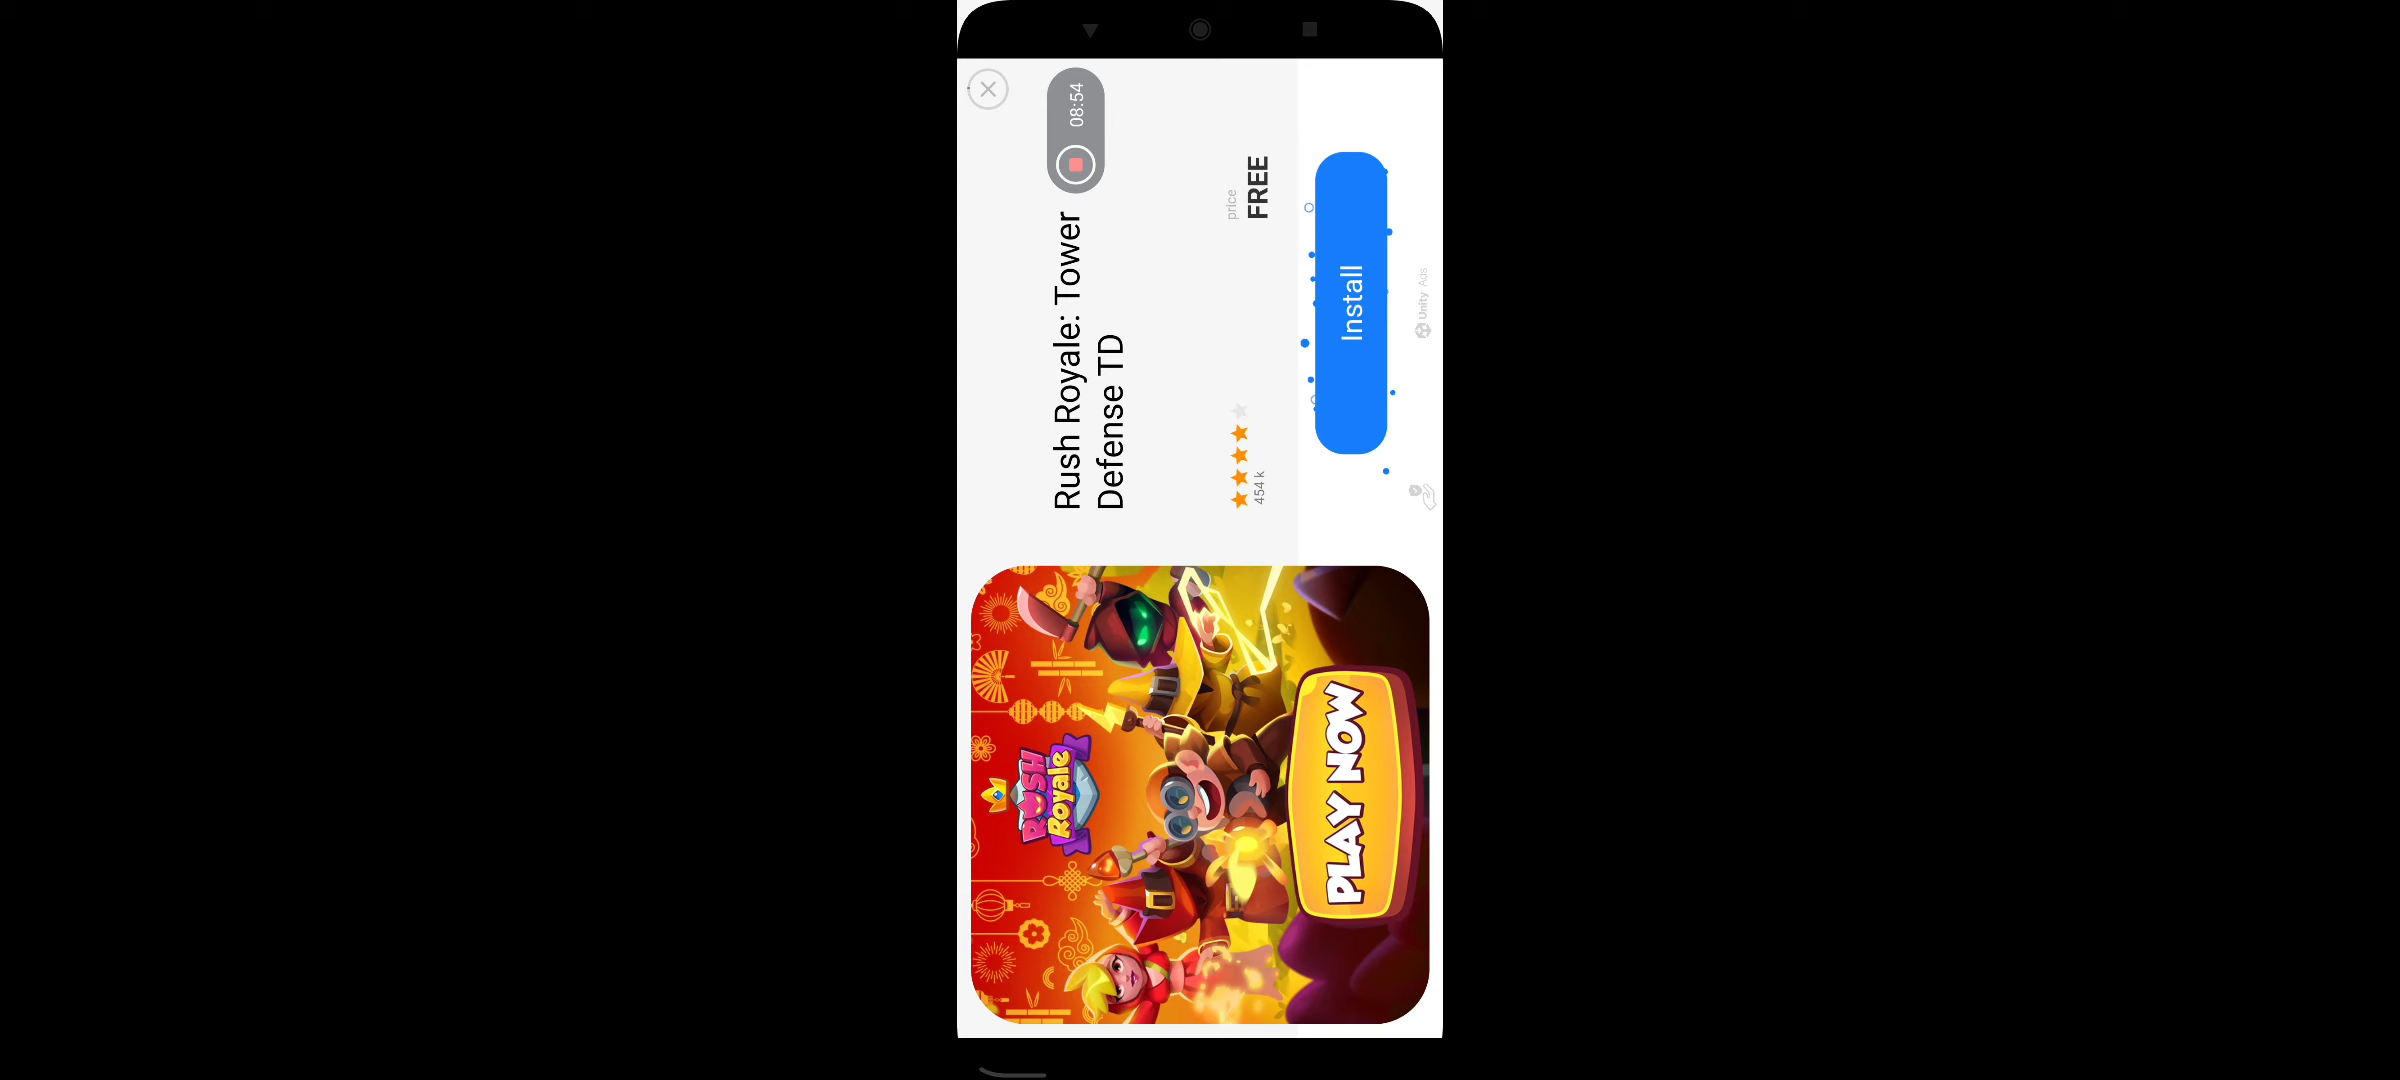 08:54
Rush Royale: Tower
Defense TD
454 k
price
FREE
Install
Unity Ads
RUSH
Royale
PLAY NOW